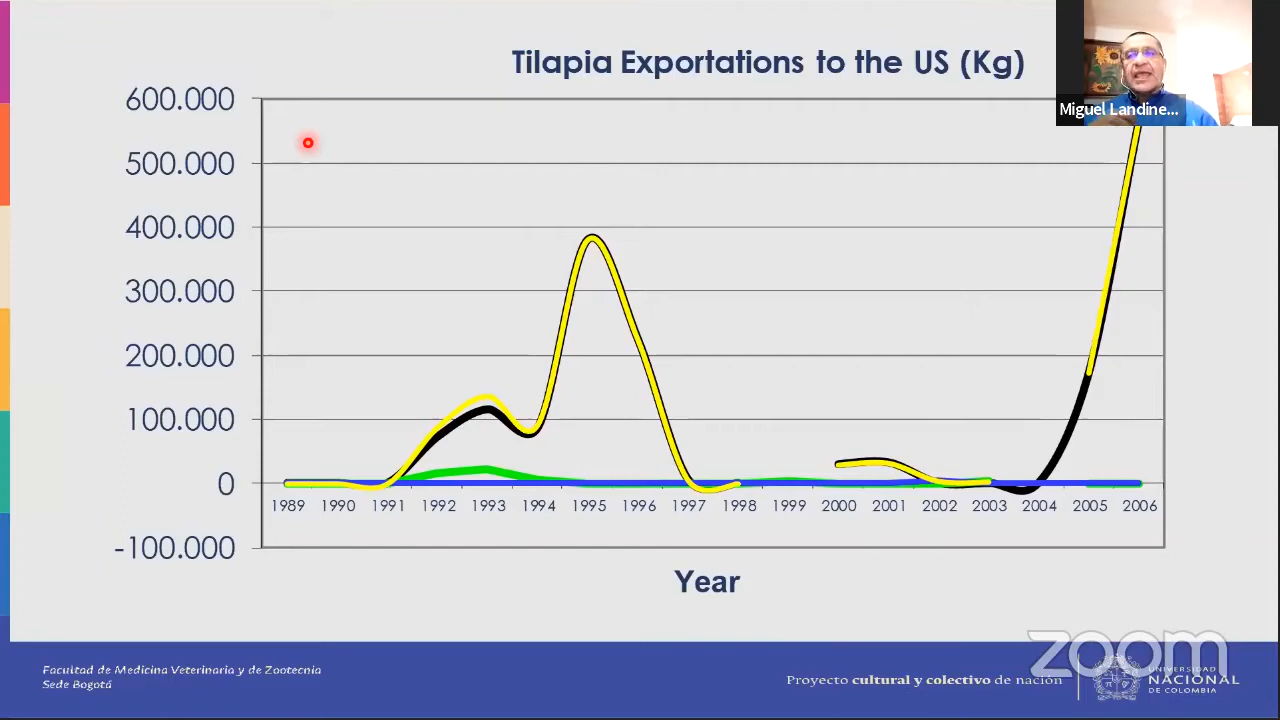 Tilapia Exportations to the US (Kg)
Miguel Landine...
600.000
500.000
400.000
300.000
200.000
100.000
0
-100.000
1989 1990 1991 1992 1993 1994 1995 1996 1997 1998 1999 2000 2001 2002 2003 2004 2005 2006
Year
Facultad de Medicina Veterinaria y de Zootecnia
Sede Bogotá
Proyecto cultural y colectivo de nación
zoom
UNIVERSIDAD
NACIONAL
DE COLOMBIA